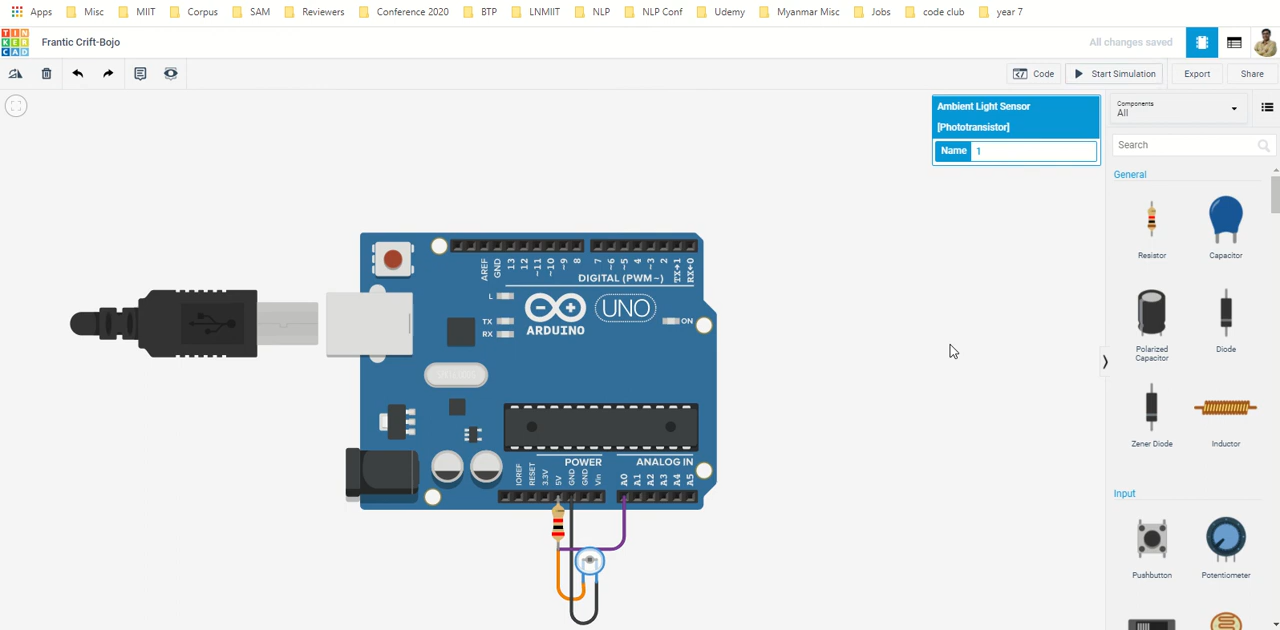 Apps Misc MIIT Corpus SAM Reviewers Conference 2020 BTP LNMIIT NLP NLP Conf Udemy Myanmar Misc Jobs code club year 7
TIN
KER
CAD
Frantic Crift-Bojo
All changes saved
Code
Start Simulation
Export
Share
Ambient Light Sensor
[Phototransistor]
Name 1
Components
All
Search
General
Resistor
Capacitor
Polarized
Capacitor
Diode
Zener Diode
Inductor
Input
Pushbutton
Potentiometer
AREF
GND
13
12
~11
~10
~9
8
7
~6
~5
4
~3
2
TX→1
RX←0
DIGITAL (PWM~)
L
TX
RX
ARDUINO
UNO
ON
POWER
ANALOG IN
IOREF
RESET
3.3V
5V
GND
GND
Vin
A0
A1
A2
A3
A4
A5